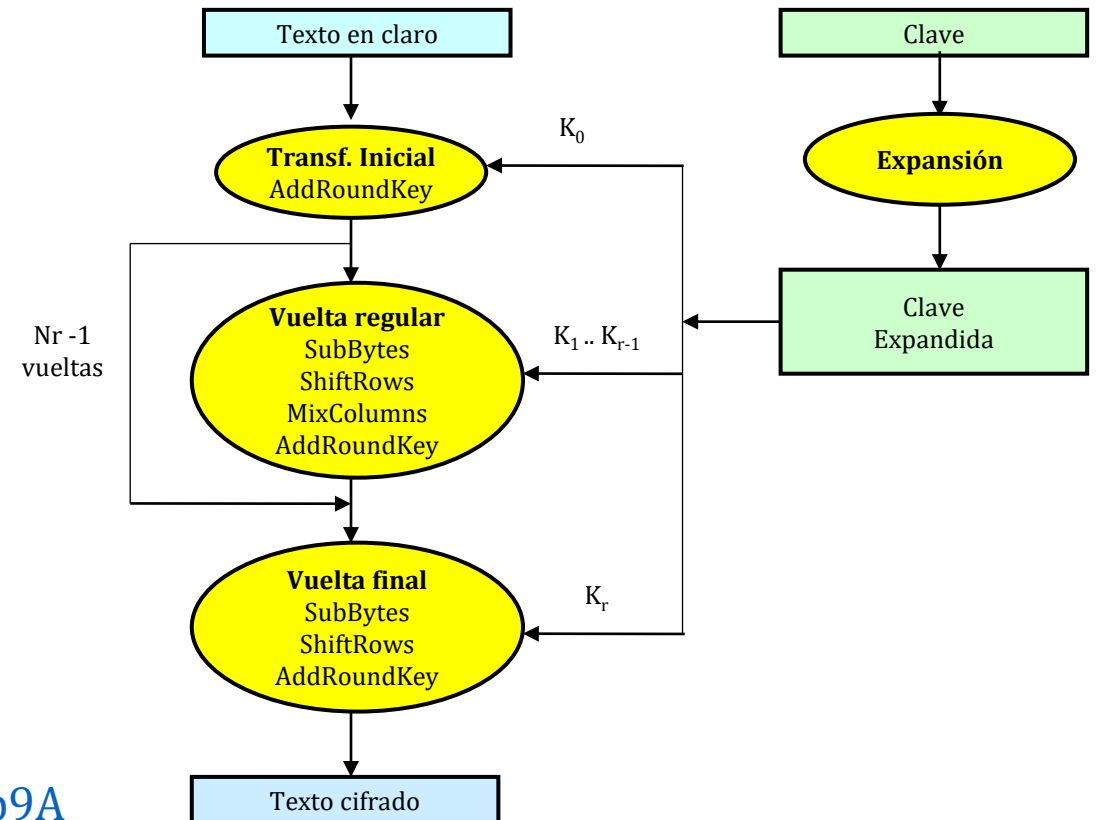 Texto en claro
Clave
K₀
Transf. Inicial
AddRoundKey
Expansión
Nr -1
vueltas
Vuelta regular
SubBytes
ShiftRows
MixColumns
AddRoundKey
K₁ .. Kᵣ₋₁
Clave
Expandida
Vuelta final
SubBytes
ShiftRows
AddRoundKey
Kᵣ
Texto cifrado
9A